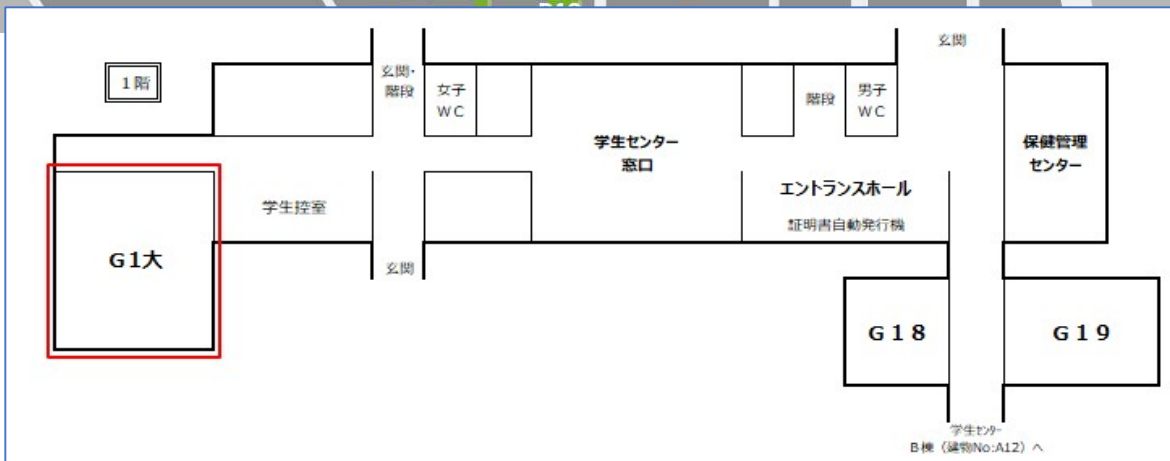 玄関
1階
玄関・
階段
女子
WC
階段
男子
WC
学生センター
窓口
保健管理
センター
エントランスホール
学生控室
証明書自動発行機
G1大
玄関
G18
G19
学生ｾﾝﾀｰ
B棟（建物No:A12）へ